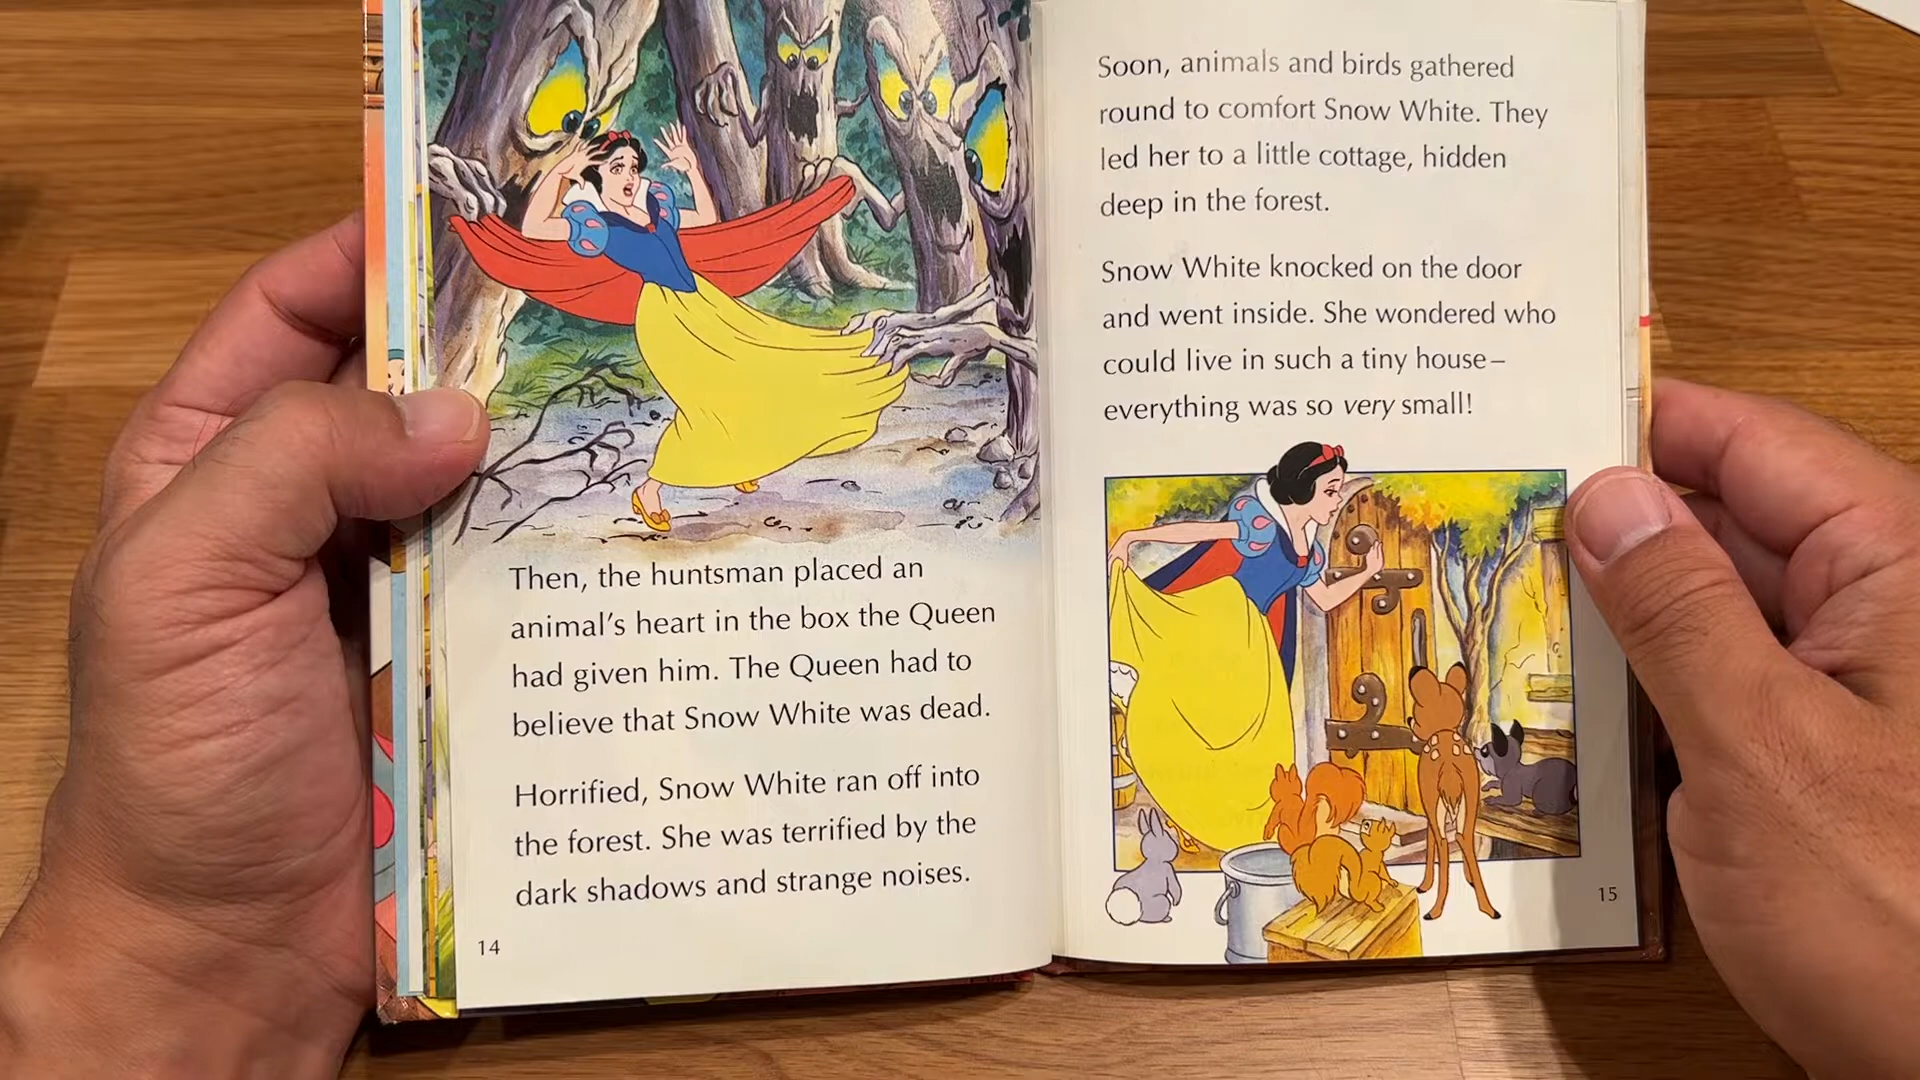 Then, the huntsman placed an
animal's heart in the box the Queen
had given him. The Queen had to
believe that Snow White was dead.
Horrified, Snow White ran off into
the forest. She was terrified by the
dark shadows and strange noises.
14
Soon, animals and birds gathered
round to comfort Snow White. They
led her to a little cottage, hidden
deep in the forest.
Snow White knocked on the door
and went inside. She wondered who
could live in such a tiny house–
everything was so very small!
15